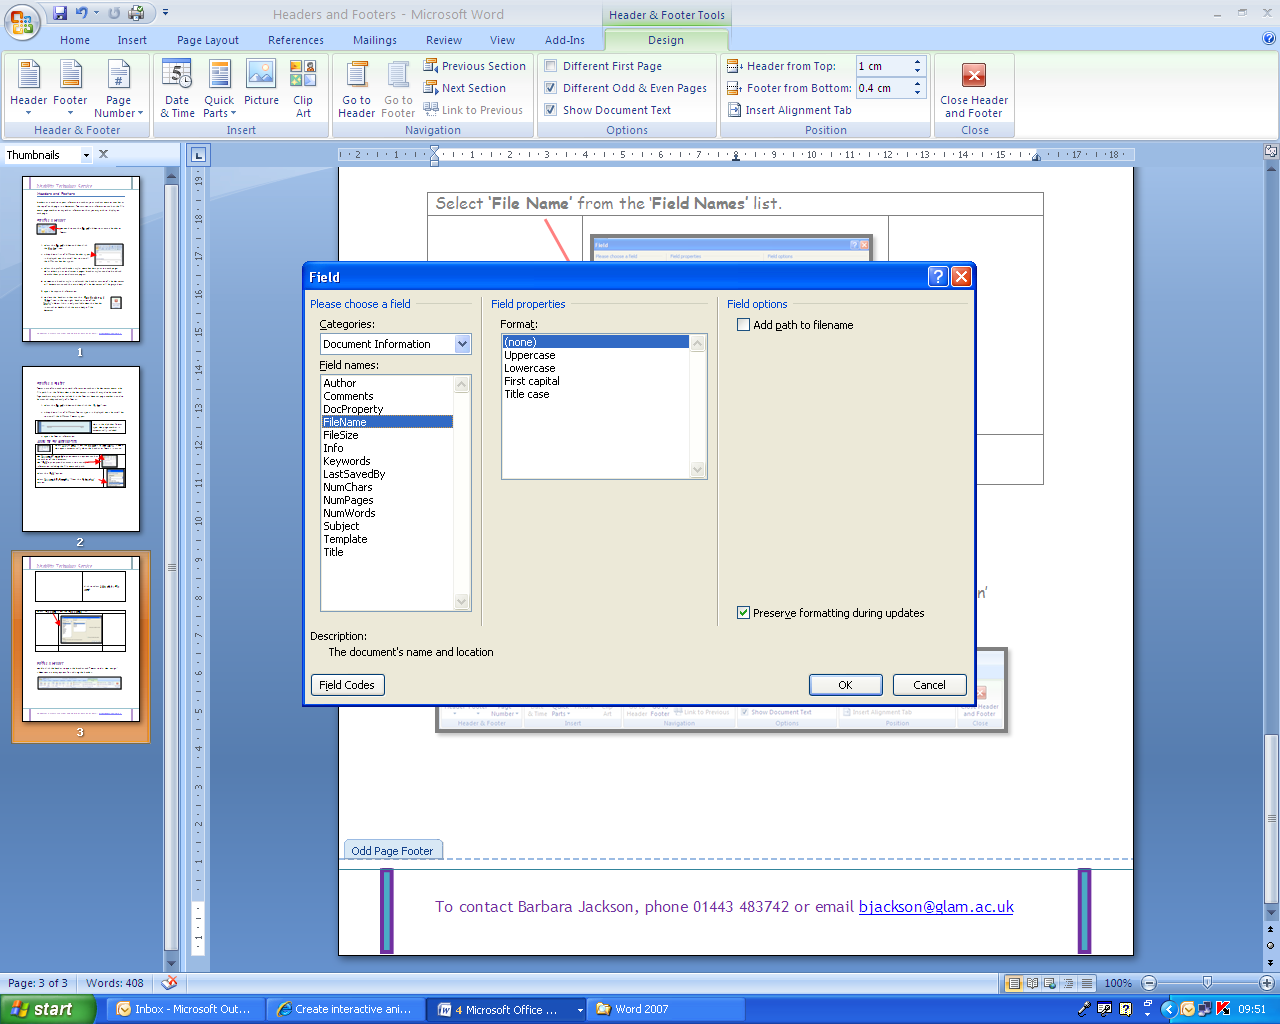 Headers and Footers - Microsoft Word
Header & Footer Tools
Home Insert Page Layout References Mailings Review View Add-Ins Design
Header Footer Page Number
Header & Footer
Date & Time Quick Parts Picture Clip Art
Insert
Go to Header Go to Footer
Previous Section
Next Section
Link to Previous
Navigation
Different First Page
Different Odd & Even Pages
Show Document Text
Options
Header from Top: 1 cm
Footer from Bottom: 0.4 cm
Insert Alignment Tab
Position
Close Header and Footer
Close
Thumbnails
1
2
3
Select ‘File Name’ from the ‘Field Names’ list.
Field
Please choose a field
Categories:
Document Information
Field names:
Author
Comments
DocProperty
FileName
FileSize
Info
Keywords
LastSavedBy
NumChars
NumPages
NumWords
Subject
Template
Title
Field properties
Format:
(none)
Uppercase
Lowercase
First capital
Title case
Field options
Add path to filename
Preserve formatting during updates
Description:
The document's name and location
Field Codes
OK
Cancel
Odd Page Footer
To contact Barbara Jackson, phone 01443 483742 or email bjackson@glam.ac.uk
Page: 3 of 3 Words: 408
100%
start
Inbox - Microsoft Out...
Create interactive ani...
4 Microsoft Office ...
Word 2007
09:51